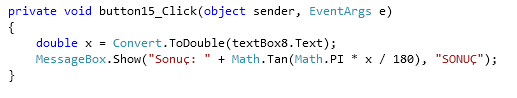 private void button15_Click(object sender, EventArgs e)
{
    double x = Convert.ToDouble(textBox8.Text);
    MessageBox.Show("Sonuç: " + Math.Tan(Math.PI * x / 180), "SONUÇ");
}